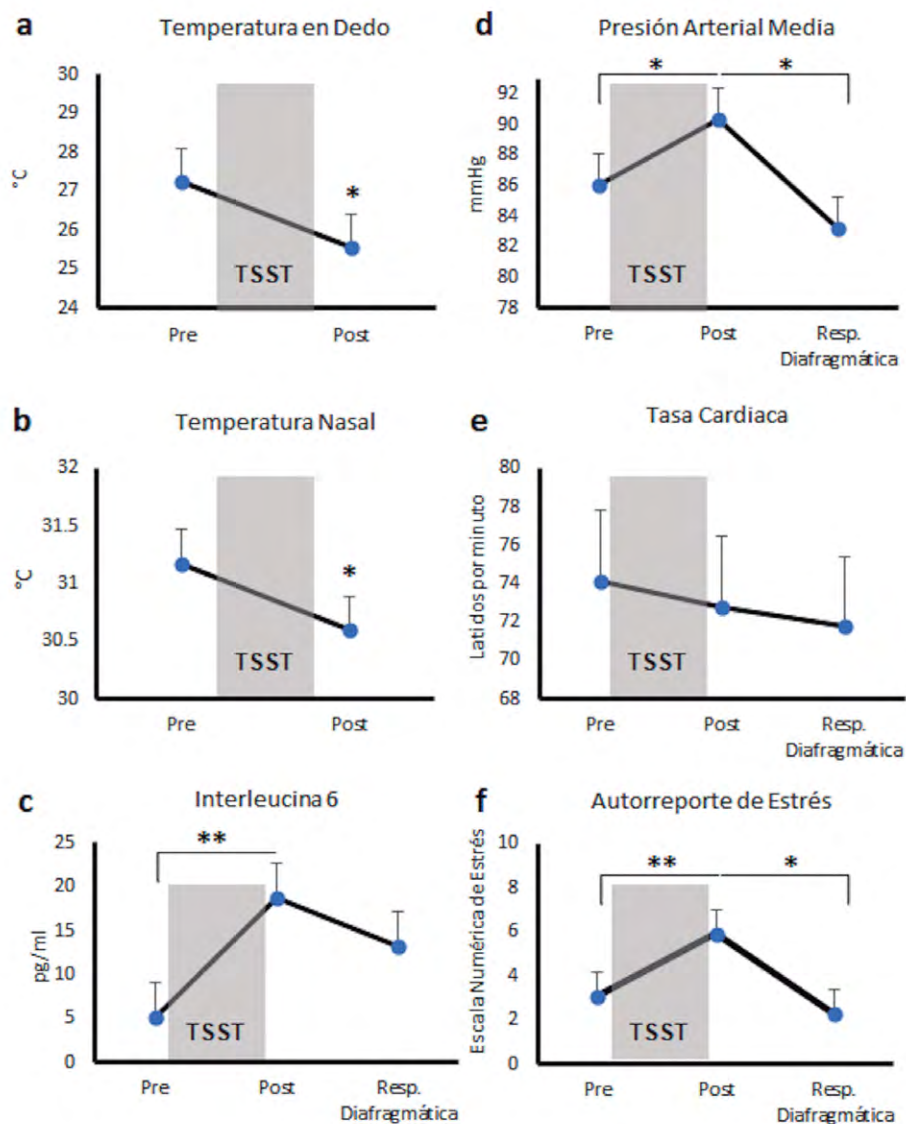 a Temperatura en Dedo
30
29
28
27
26
25
24
°C
*
TSST
Pre Post
d Presión Arterial Media
* *
92
90
88
86
84
82
80
78
mmHg
TSST
Pre Post Resp.
Diafragmática
b Temperatura Nasal
32
31.5
31
30.5
30
°C
*
TSST
Pre Post
e Tasa Cardiaca
80
78
76
74
72
70
68
Latidos por minuto
TSST
Pre Post Resp.
Diafragmática
c Interleucina 6
**
25
20
15
10
5
0
pg/ml
TSST
Pre Post Resp.
Diafragmática
f Autorreporte de Estrés
** *
10
8
6
4
2
0
Escala Numérica de Estrés
TSST
Pre Post Resp.
Diafragmática